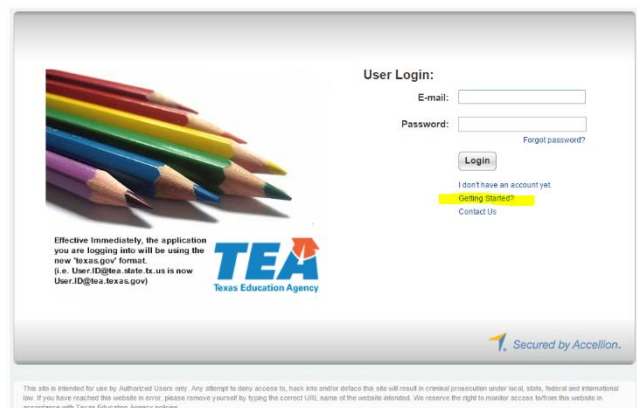 User Login:
E-mail:
Password:
Forgot password?
Login
I don't have an account yet
Getting Started?
Contact Us
Effective Immediately, the application
you are logging into will be using the
new 'texas.gov' format.
(i.e. User.ID@tea.state.tx.us is now
User.ID@tea.texas.gov)
TEA
Texas Education Agency
Secured by Accellion.
This site is intended for use by Authorized Users only. Any attempt to deny access to, hack into and/or deface this site will result in criminal prosecution under local, state, federal and international
law. If you have reached this website in error, please remove yourself by typing the correct URL name of the website intended. We reserve the right to monitor access to/from this website in
accordance with Texas Education Agency policies.